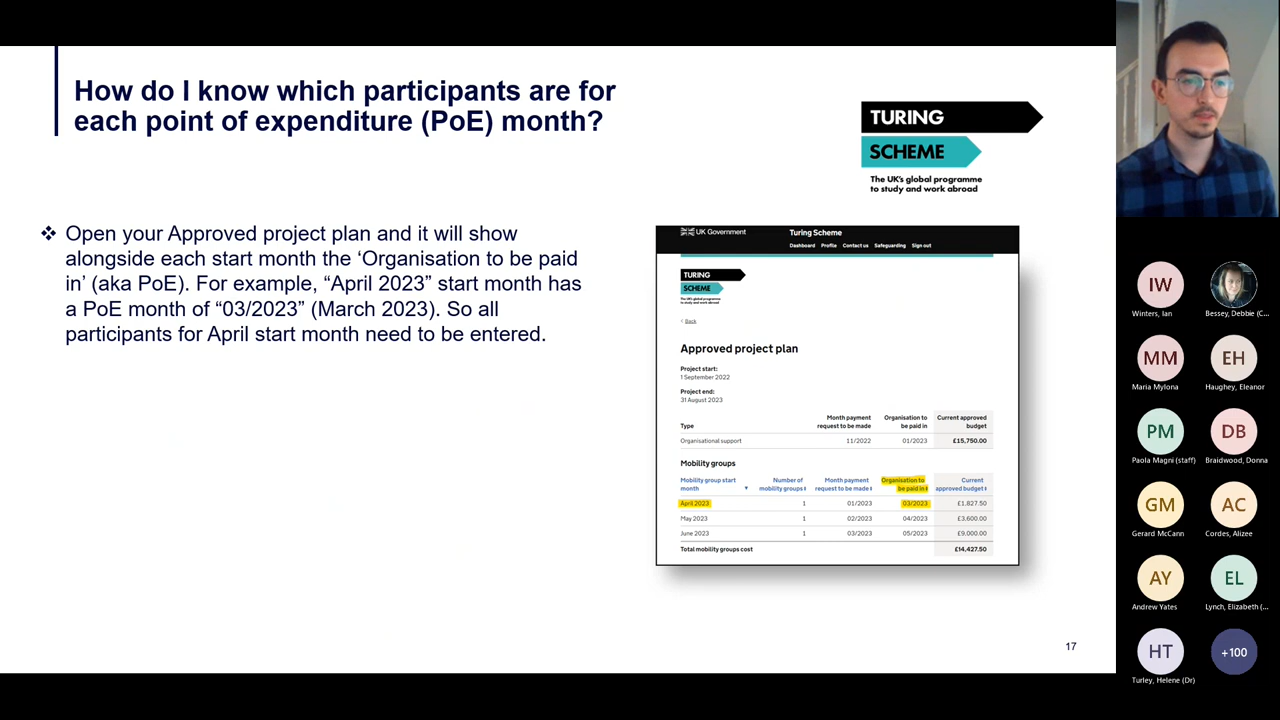 How do I know which participants are for
each point of expenditure (PoE) month?
TURING
SCHEME
The UK's global programme
to study and work abroad
❖ Open your Approved project plan and it will show
alongside each start month the ‘Organisation to be paid
in’ (aka PoE). For example, “April 2023” start month has
a PoE month of “03/2023” (March 2023). So all
participants for April start month need to be entered.
UK Government Turing Scheme
Dashboard Profile Contact us Safeguarding Sign out
TURING
SCHEME
The UK's global programme
to study and work abroad
< Back
Approved project plan
Project start:
1 September 2022
Project end:
31 August 2023
Month payment Organisation to Current approved
Type request to be made be paid in budget
Organisational support 11/2022 01/2023 £15,750.00
Mobility groups
Mobility group start Number of Month payment Organisation to Current
month ▼ mobility groups request to be made be paid in approved budget
April 2023 1 01/2023 03/2023 £1,827.50
May 2023 1 02/2023 04/2023 £3,600.00
June 2023 1 03/2023 05/2023 £9,000.00
Total mobility groups cost £14,427.50
17
IW
Winters, Ian Bessey, Debbie (C...
MM EH
Maria Mylona Haughey, Eleanor
PM DB
Paola Magni (staff) Braidwood, Donna
GM AC
Gerard McCann Cordes, Alizee
AY EL
Andrew Yates Lynch, Elizabeth (...
HT +100
Turley, Helene (Dr)